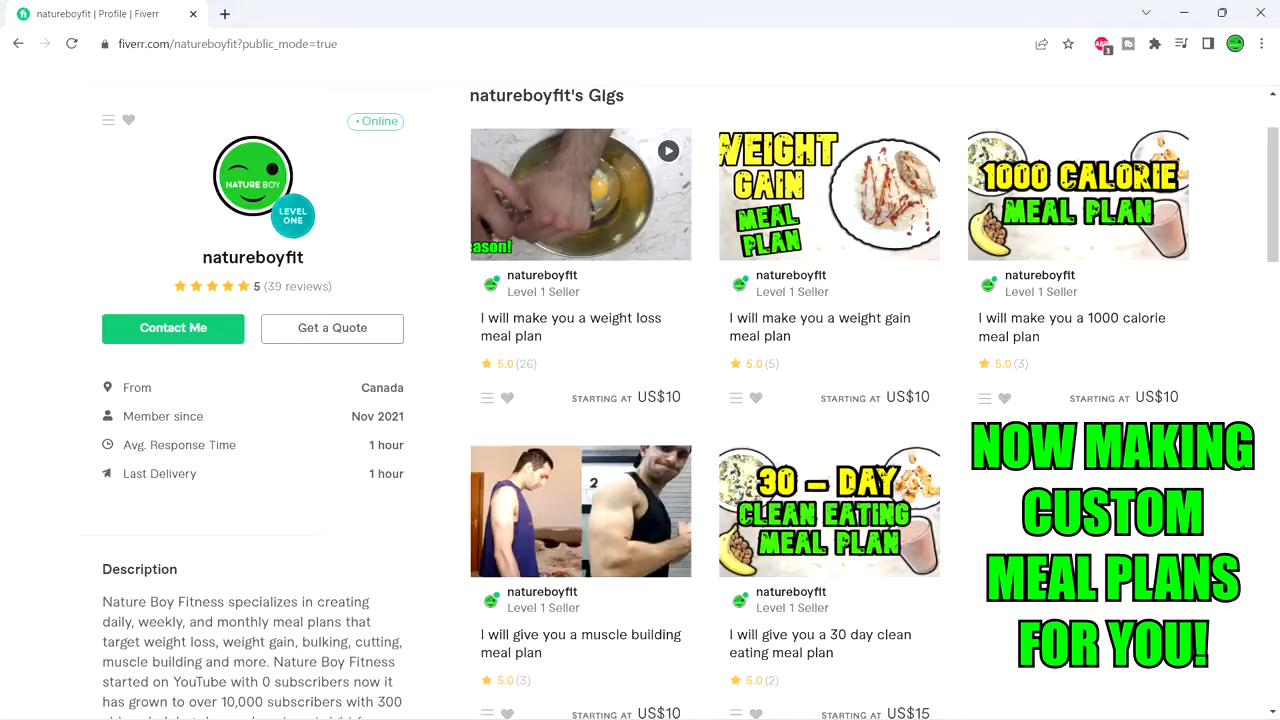 natureboyfit | Profile | Fiverr
fiverr.com/natureboyfit?public_mode=true
3
• Online
NATURE BOY
LEVEL
ONE
natureboyfit
5 (39 reviews)
Contact Me
Get a Quote
From Canada
Member since Nov 2021
Avg. Response Time 1 hour
Last Delivery 1 hour
Description
Nature Boy Fitness specializes in creating
daily, weekly, and monthly meal plans that
target weight loss, weight gain, bulking, cutting,
muscle building and more. Nature Boy Fitness
started on YouTube with 0 subscribers now it
has grown to over 10,000 subscribers with 300
natureboyfit's Gigs
ason!
natureboyfit
Level 1 Seller
I will make you a weight loss
meal plan
5.0 (26)
STARTING AT US$10
WEIGHT
GAIN
MEAL
PLAN
natureboyfit
Level 1 Seller
I will make you a weight gain
meal plan
5.0 (5)
STARTING AT US$10
1000 CALORIE
MEAL PLAN
natureboyfit
Level 1 Seller
I will make you a 1000 calorie
meal plan
5.0 (3)
STARTING AT US$10
2
natureboyfit
Level 1 Seller
I will give you a muscle building
meal plan
5.0 (3)
STARTING AT US$10
30 - DAY
CLEAN EATING
MEAL PLAN
natureboyfit
Level 1 Seller
I will give you a 30 day clean
eating meal plan
5.0 (2)
STARTING AT US$15
NOW MAKING
CUSTOM
MEAL PLANS
FOR YOU!